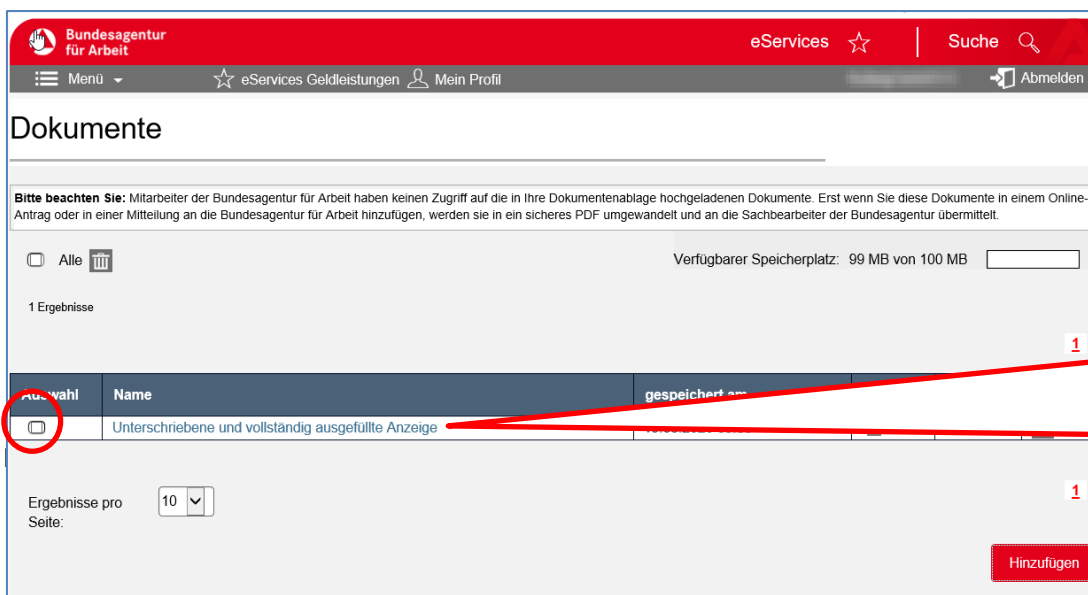 Bundesagentur
für Arbeit
eServices
Suche
Menü
eServices Geldleistungen
Mein Profil
Abmelden
Dokumente
Bitte beachten Sie: Mitarbeiter der Bundesagentur für Arbeit haben keinen Zugriff auf die in Ihre Dokumentenablage hochgeladenen Dokumente. Erst wenn Sie diese Dokumente in einem Online-
Antrag oder in einer Mitteilung an die Bundesagentur für Arbeit hinzufügen, werden sie in ein sicheres PDF umgewandelt und an die Sachbearbeiter der Bundesagentur übermittelt.
Alle
Verfügbarer Speicherplatz: 99 MB von 100 MB
1 Ergebnisse
1
Auswahl
Name
gespeichert am
Unterschriebene und vollständig ausgefüllte Anzeige
Ergebnisse pro
Seite:
10
1
Hinzufügen